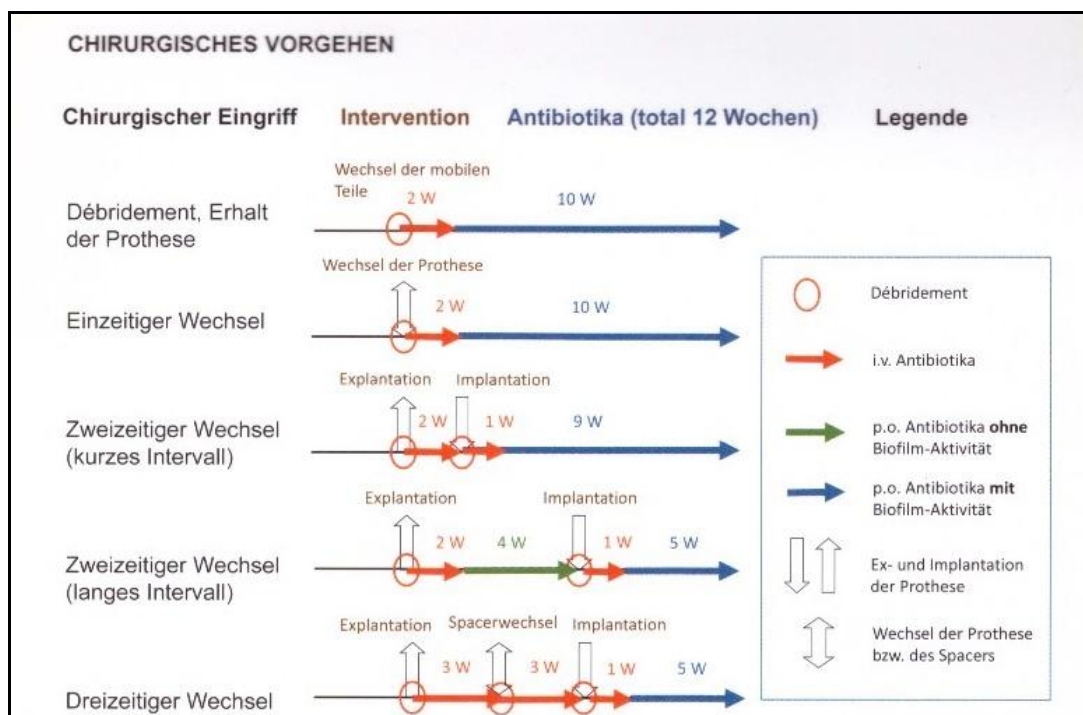 CHIRURGISCHES VORGEHEN
Chirurgischer Eingriff
Intervention
Antibiotika (total 12 Wochen)
Legende
Débridement, Erhalt
der Prothese
Wechsel der mobilen
Teile
2 W
10 W
Einzeitiger Wechsel
Wechsel der Prothese
2 W
10 W
Zweizeitiger Wechsel
(kurzes Intervall)
Explantation
Implantation
2 W
1 W
9 W
Zweizeitiger Wechsel
(langes Intervall)
Explantation
Implantation
2 W
4 W
1 W
5 W
Dreizeitiger Wechsel
Explantation
Spacerwechsel
Implantation
3 W
3 W
1 W
5 W
Débridement
i.v. Antibiotika
p.o. Antibiotika ohne
Biofilm-Aktivität
p.o. Antibiotika mit
Biofilm-Aktivität
Ex- und Implantation
der Prothese
Wechsel der Prothese
bzw. des Spacers